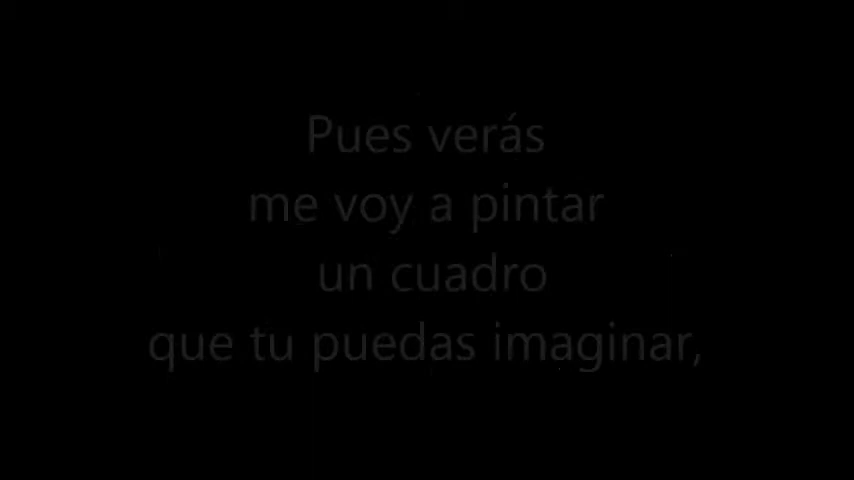 Pues verás
me voy a pintar
un cuadro
que tu puedas imaginar,